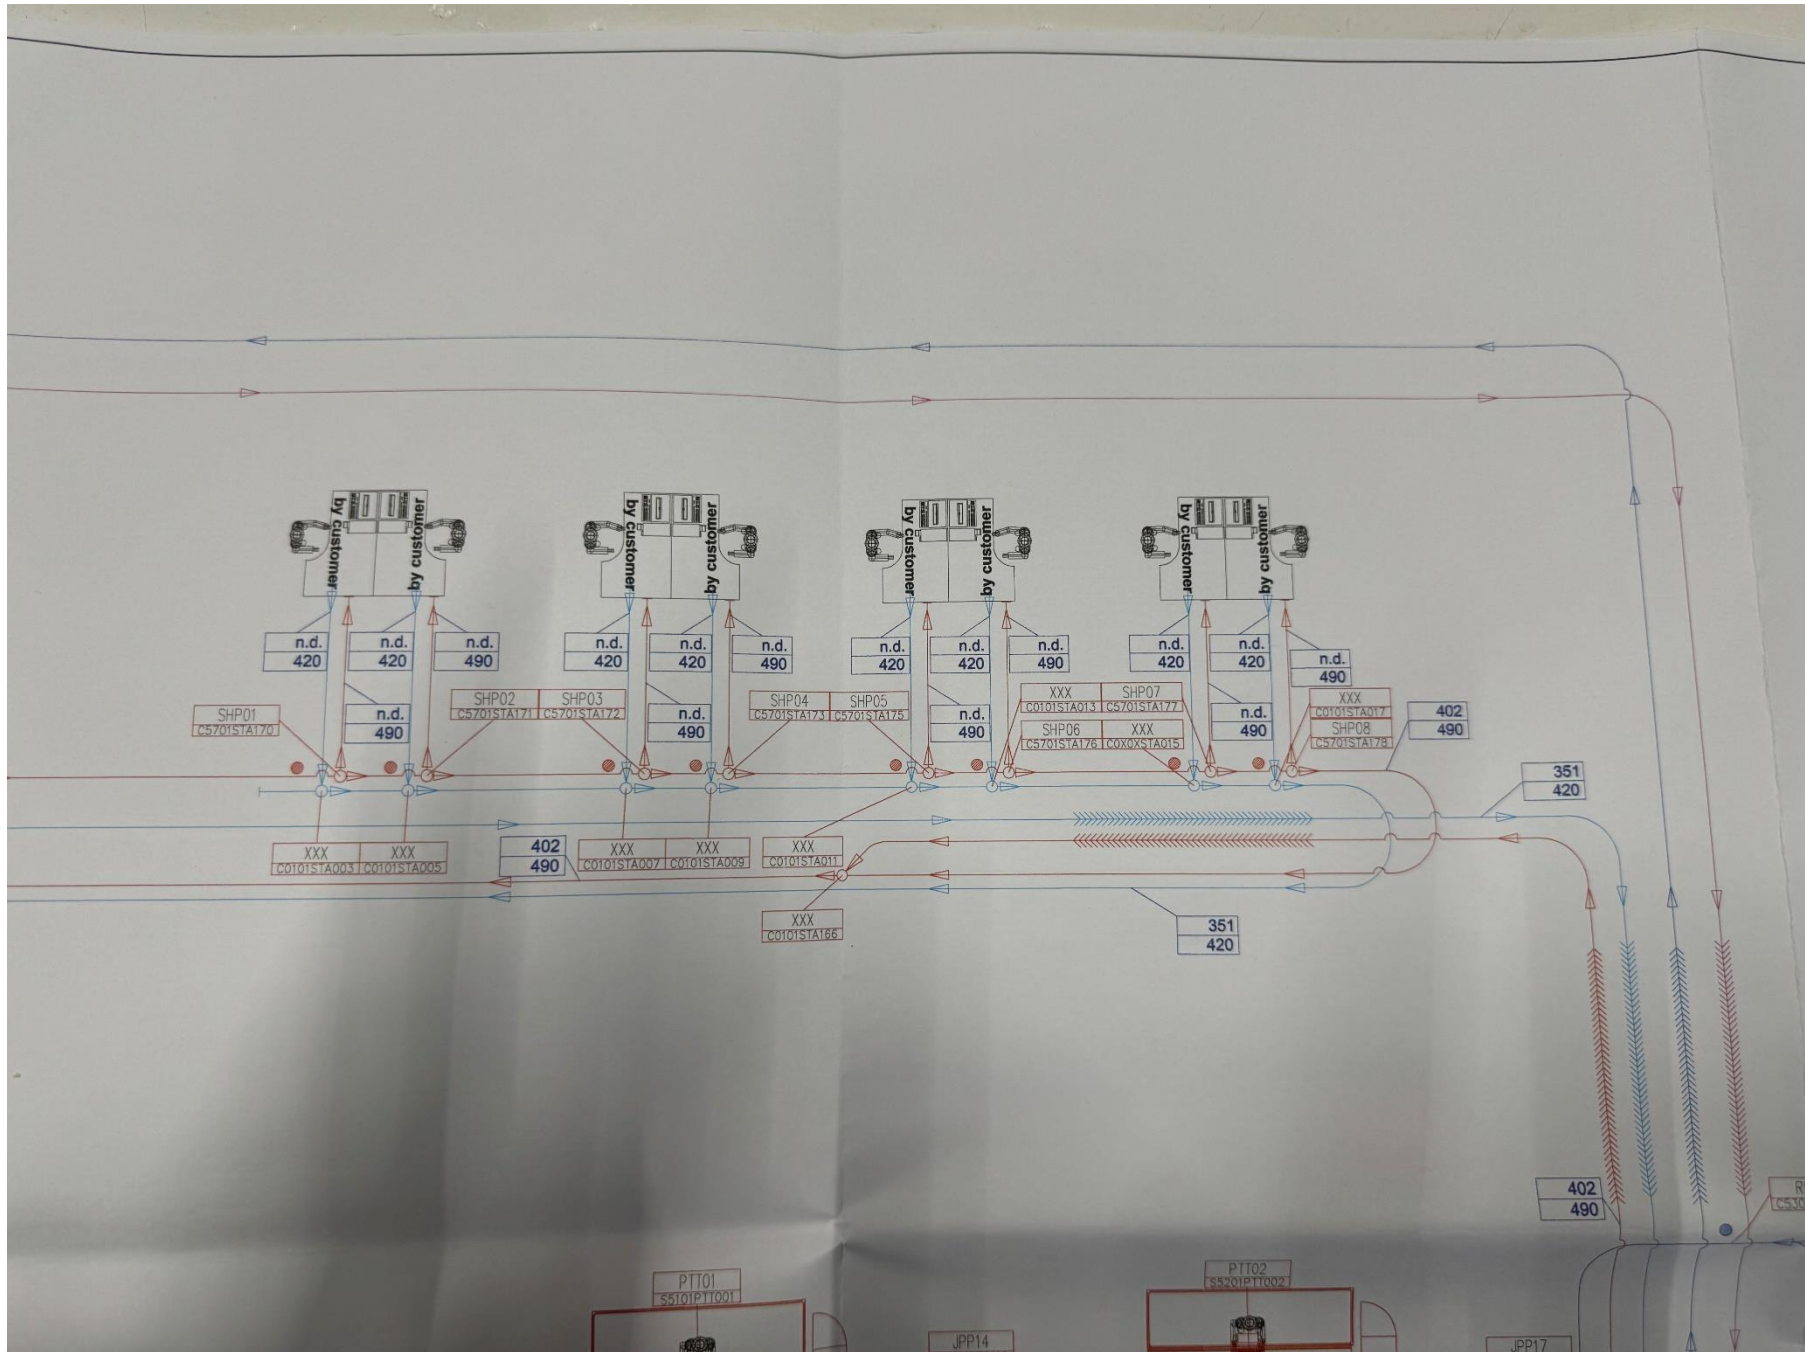 by customer
by customer
by customer
by customer
by customer
by customer
by customer
by customer
n.d.
420
n.d.
420
n.d.
490
n.d.
420
n.d.
420
n.d.
490
n.d.
420
n.d.
420
n.d.
490
n.d.
420
n.d.
420
n.d.
490
SHP01
C5701STA170
n.d.
490
SHP02
C5701STA171
SHP03
C5701STA172
n.d.
490
SHP04
C5701STA173
SHP05
C5701STA175
n.d.
490
XXX
C0101STA013
SHP07
C5701STA177
SHP06
C5701STA176
XXX
C0X0XSTA015
n.d.
490
XXX
C0101STA017
SHP08
C5701STA178
402
490
351
420
XXX
C0101STA003
XXX
C0101STA005
402
490
XXX
C0101STA007
XXX
C0101STA009
XXX
C0101STA011
XXX
C0101STA166
351
420
402
490
R
C530
PTT01
S5101PTT001
PTT02
S5201PTT002
JPP14
JPP17